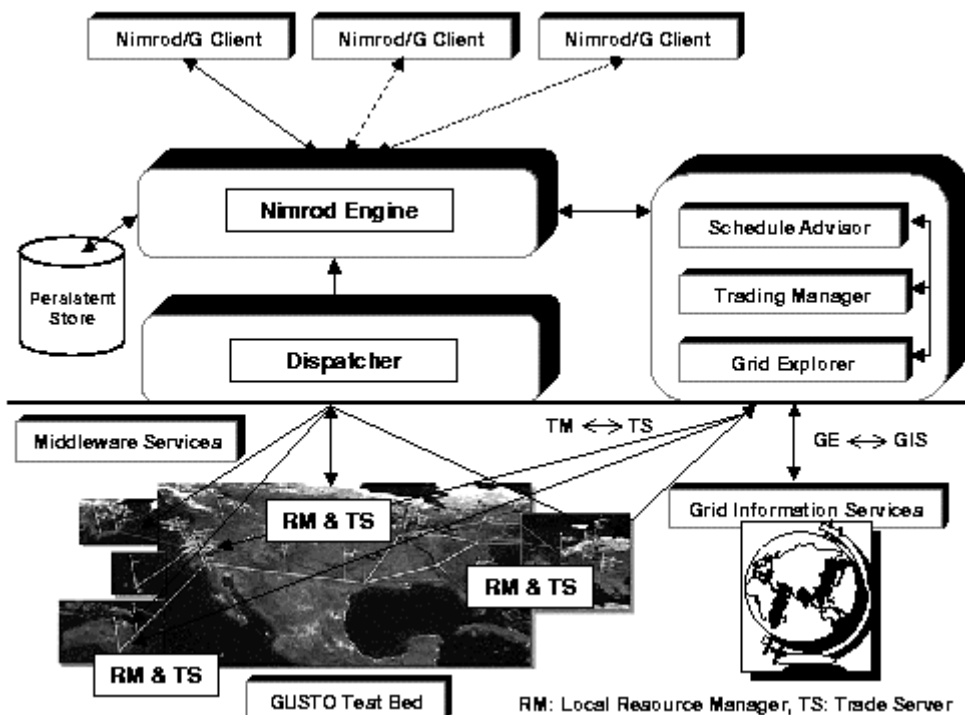 Nimrod/G Client
Nimrod/G Client
Nimrod/G Client
Nimrod Engine
Schedule Advisor
Trading Manager
Grid Explorer
Persistent
Store
Dispatcher
Middleware Services
TM TS
GE GIS
Grid Information Services
RM & TS
RM & TS
RM & TS
GUSTO Test Bed
RM: Local Resource Manager, TS: Trade Server